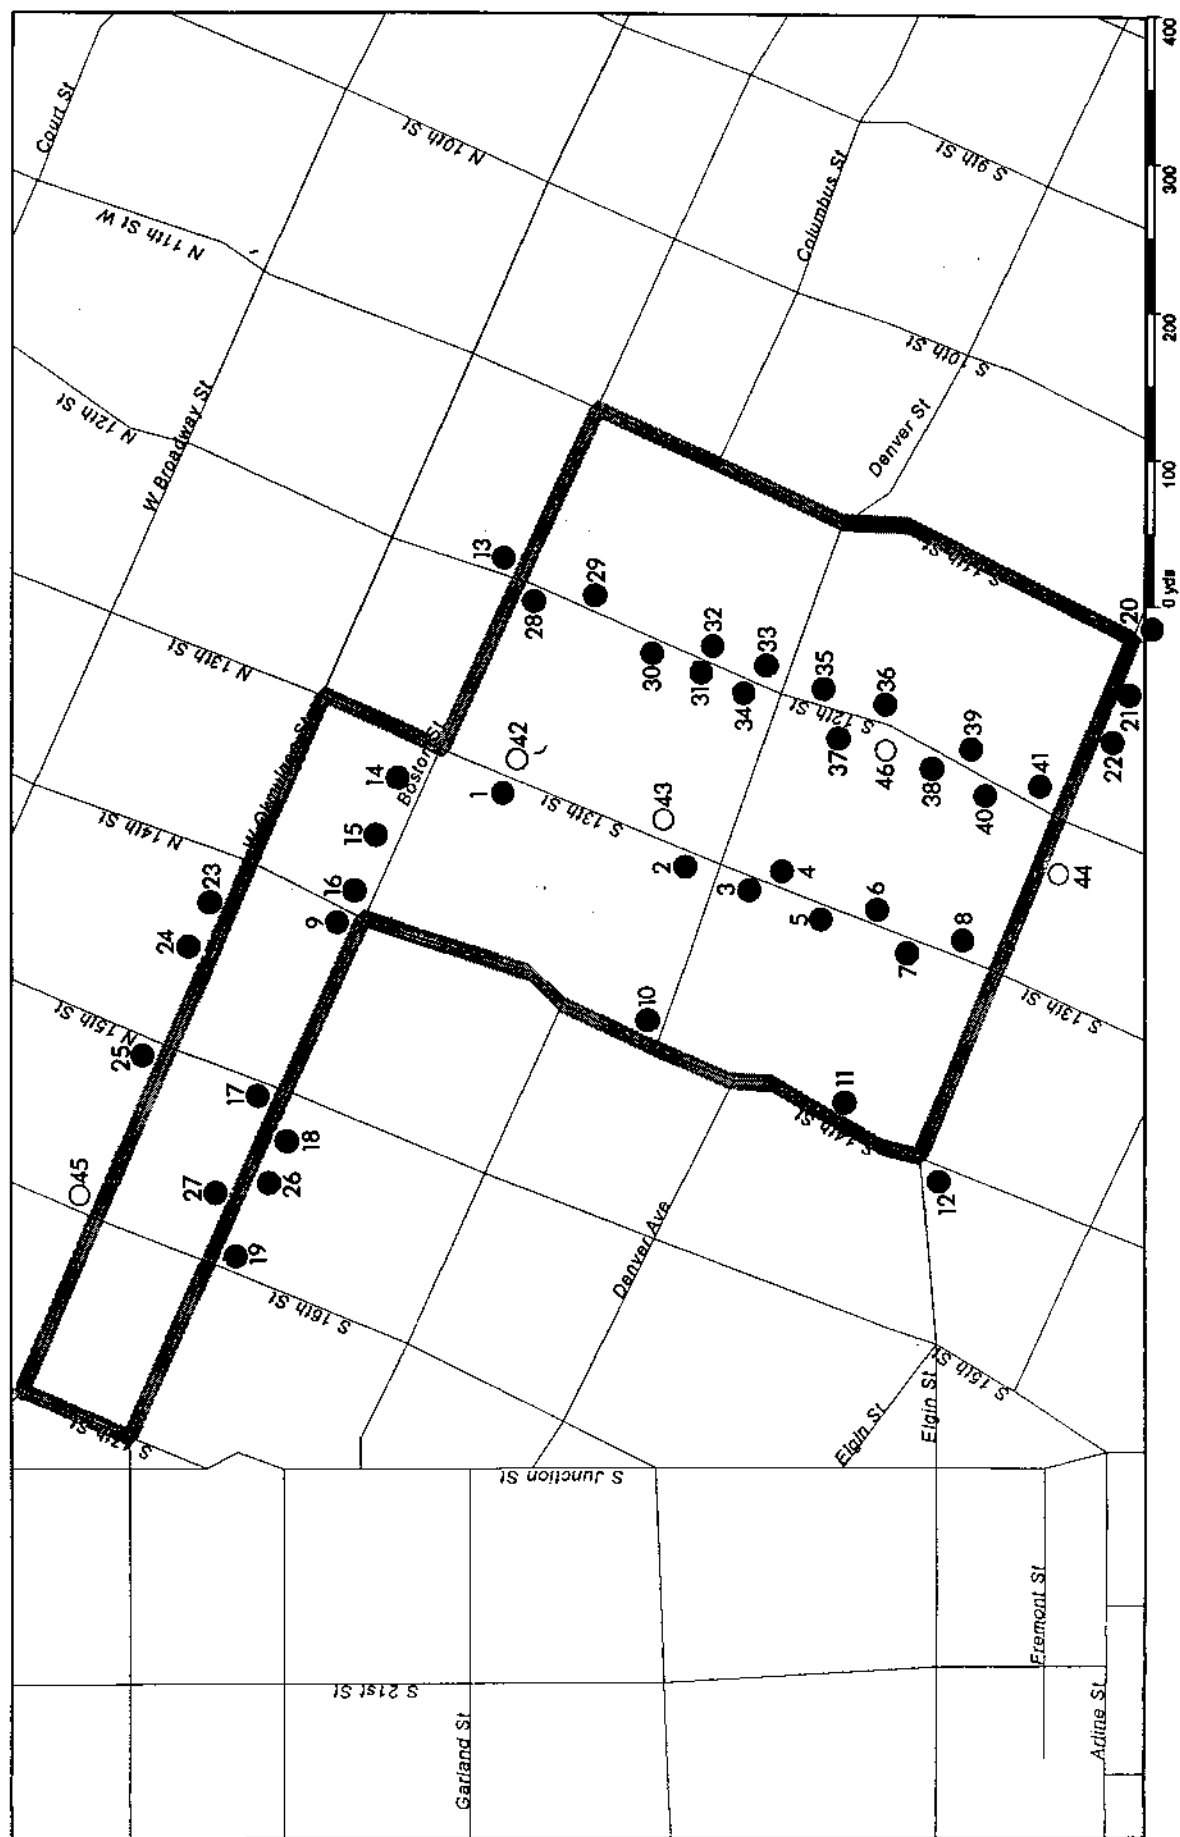 Court St
N 11th St W
N 10th St
S 9th St
Columbus St
N 12th St
W Broadway St
S 10th St
Denver St
N 13th St
S 11th St
N 14th St
W Okmulgee St
Boston St
S 12th St
S 13th St
N 15th St
S 13th St
S 14th St
Denver Ave
S 16th St
S 15th St
Elgin St
Elgin St
S 17th St
S Junction St
S 21st St
Garland St
Fremont St
Arline St
1
2
3
4
5
6
7
8
9
10
11
12
13
14
15
16
17
18
19
20
21
22
23
24
25
26
27
28
29
30
31
32
33
34
35
36
37
38
39
40
41
42
43
44
45
46
0 yds
100
200
300
400